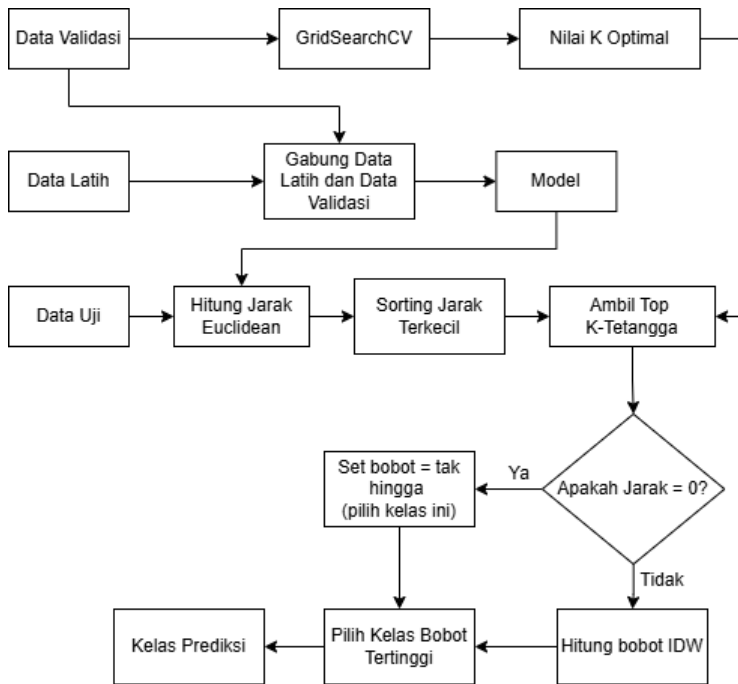 Data Validasi
GridSearchCV
Nilai K Optimal
Data Latih
Gabung Data
Latih dan Data
Validasi
Model
Data Uji
Hitung Jarak
Euclidean
Sorting Jarak
Terkecil
Ambil Top
K-Tetangga
Apakah Jarak = 0?
Ya
Set bobot = tak
hingga
(pilih kelas ini)
Tidak
Hitung bobot IDW
Pilih Kelas Bobot
Tertinggi
Kelas Prediksi